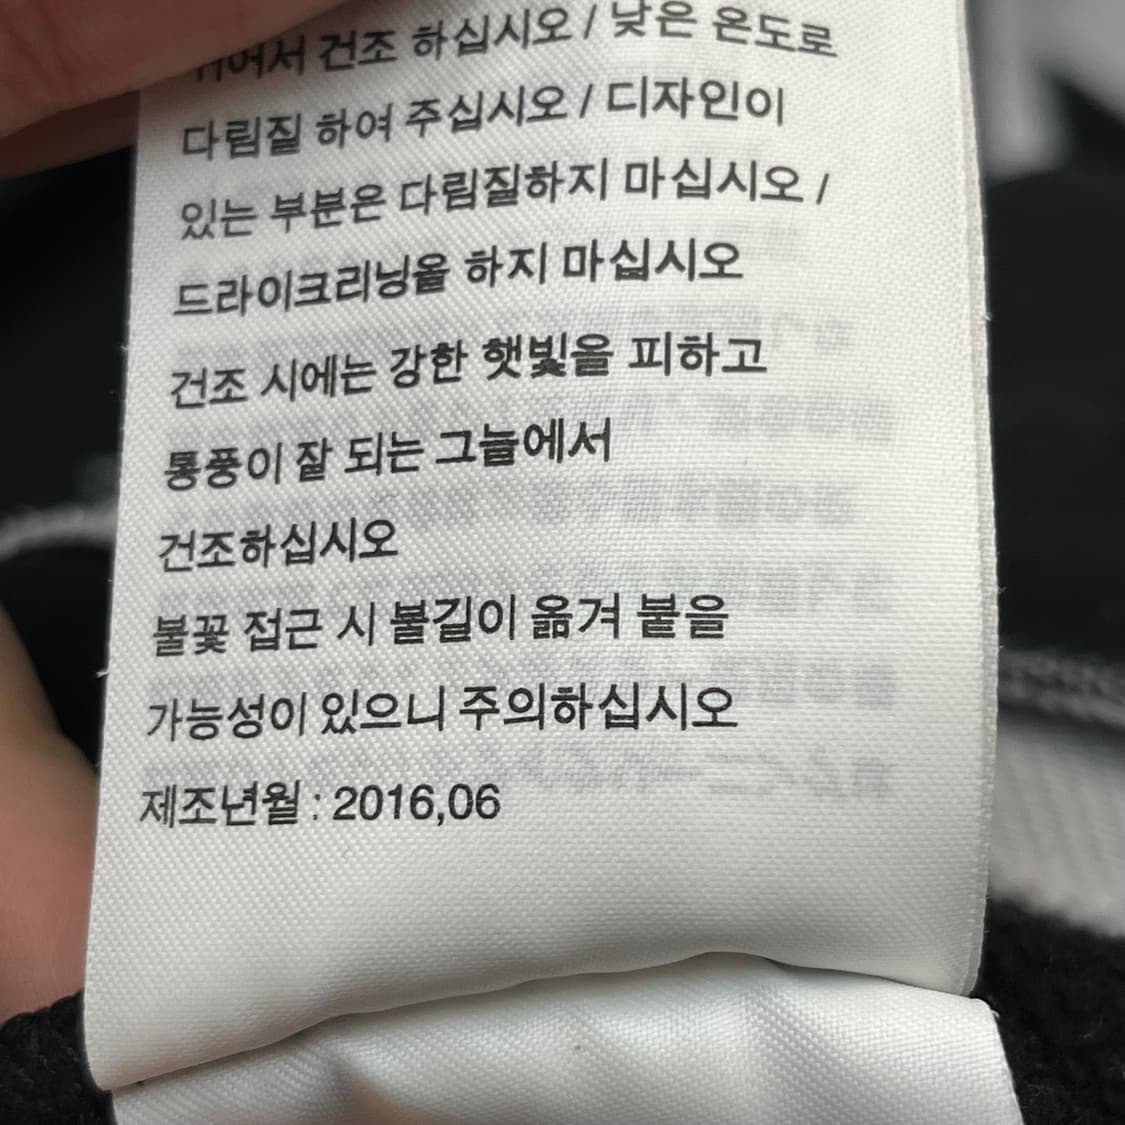 건조 하십시오 / 낮은 온도로
다림질 하여 주십시오 / 디자인이
있는 부분은 다림질하지 마십시오 /
드라이크리닝을 하지 마십시오
건조 시에는 강한 햇빛을 피하고
통풍이 잘 되는 그늘에서
건조하십시오
불꽃 접근 시 불길이 옮겨 붙을
가능성이 있으니 주의하십시오
제조년월 : 2016,06